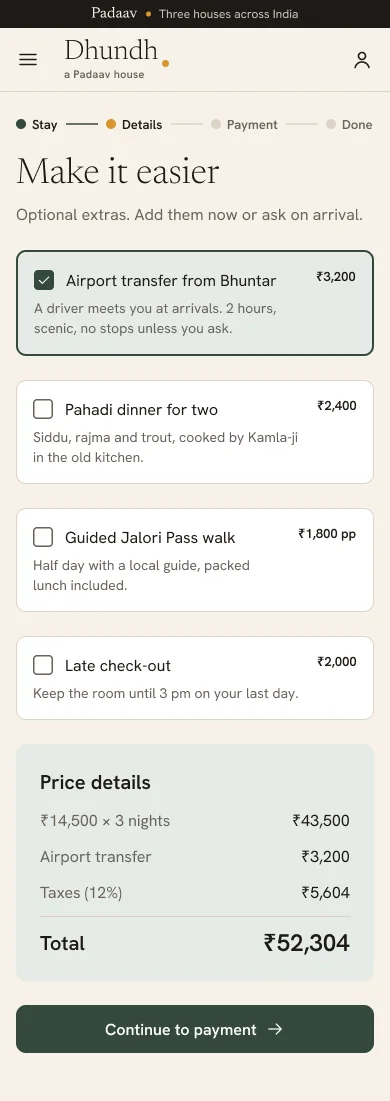 Padaav • Three houses across India
Dhundh.
a Padaav house
Stay Details Payment Done
Make it easier
Optional extras. Add them now or ask on arrival.
Airport transfer from Bhuntar ₹3,200
A driver meets you at arrivals. 2 hours,
scenic, no stops unless you ask.
Pahadi dinner for two ₹2,400
Siddu, rajma and trout, cooked by Kamla-ji
in the old kitchen.
Guided Jalori Pass walk ₹1,800 pp
Half day with a local guide, packed
lunch included.
Late check-out ₹2,000
Keep the room until 3 pm on your last day.
Price details
₹14,500 × 3 nights ₹43,500
Airport transfer ₹3,200
Taxes (12%) ₹5,604
Total ₹52,304
Continue to payment →